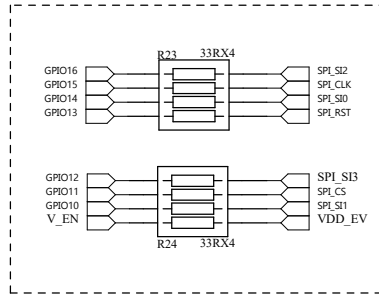 R23 33RX4
GPIO16 SPI_SI2
GPIO15 SPI_CLK
GPIO14 SPI_SI0
GPIO13 SPI_RST
GPIO12 SPI_SI3
GPIO11 SPI_CS
GPIO10 SPI_SI1
V_EN VDD_EV
R24 33RX4